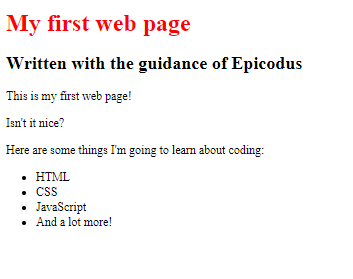 My first web page
Written with the guidance of Epicodus
This is my first web page!
Isn't it nice?
Here are some things I'm going to learn about coding:
• HTML
• CSS
• JavaScript
• And a lot more!